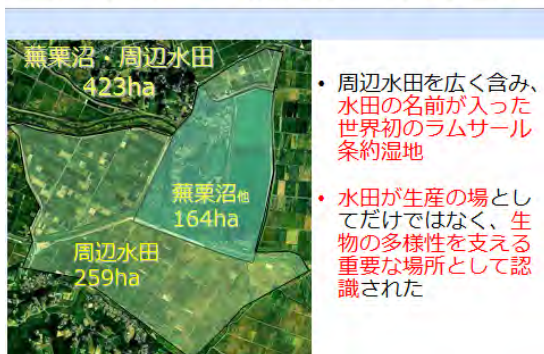 蕪栗沼・周辺水田
423ha
蕪栗沼他
164ha
周辺水田
259ha
• 周辺水田を広く含み、
水田の名前が入った
世界初のラムサール
条約湿地
• 水田が生産の場とし
てだけではなく、生
物の多様性を支える
重要な場所として認
識された